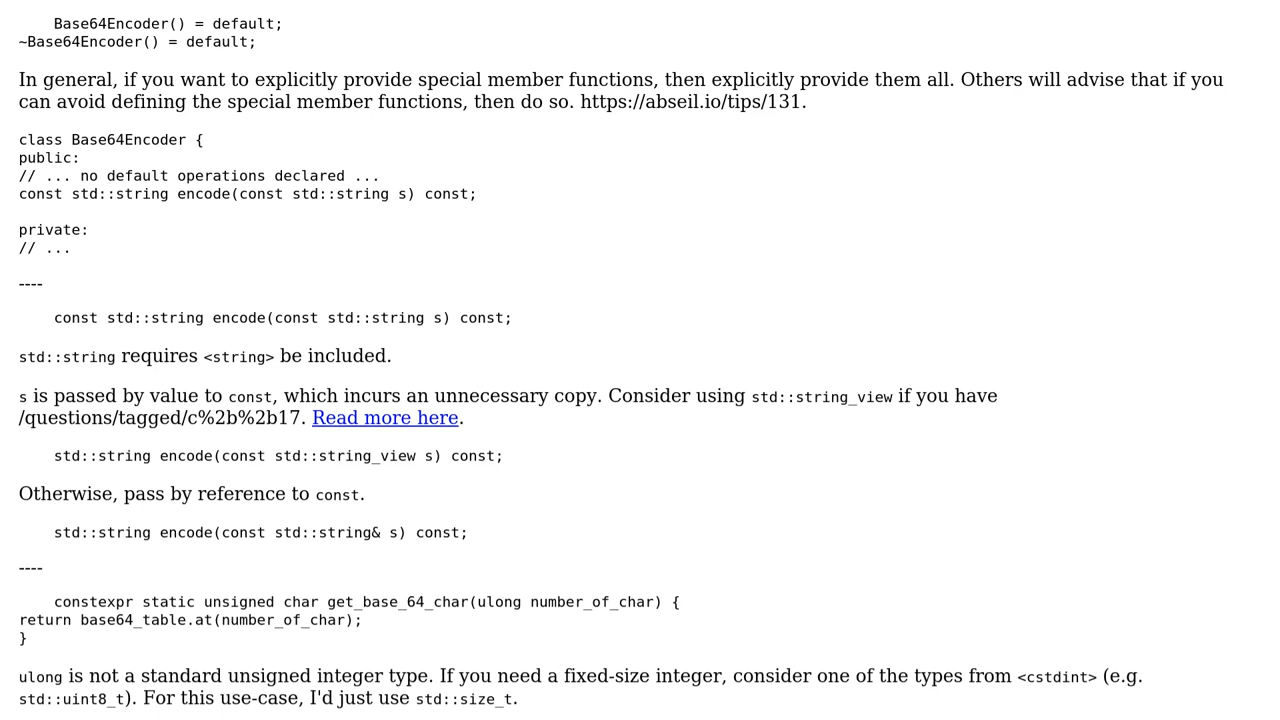 Base64Encoder() = default;
~Base64Encoder() = default;
In general, if you want to explicitly provide special member functions, then explicitly provide them all. Others will advise that if you
can avoid defining the special member functions, then do so. https://abseil.io/tips/131.
class Base64Encoder {
public:
// ... no default operations declared ...
const std::string encode(const std::string s) const;
private:
// ...
----
const std::string encode(const std::string s) const;
std::string requires <string> be included.
s is passed by value to const, which incurs an unnecessary copy. Consider using std::string_view if you have
/questions/tagged/c%2b%2b17. Read more here.
std::string encode(const std::string_view s) const;
Otherwise, pass by reference to const.
std::string encode(const std::string& s) const;
----
constexpr static unsigned char get_base_64_char(ulong number_of_char) {
return base64_table.at(number_of_char);
}
ulong is not a standard unsigned integer type. If you need a fixed-size integer, consider one of the types from <cstdint> (e.g.
std::uint8_t). For this use-case, I'd just use std::size_t.